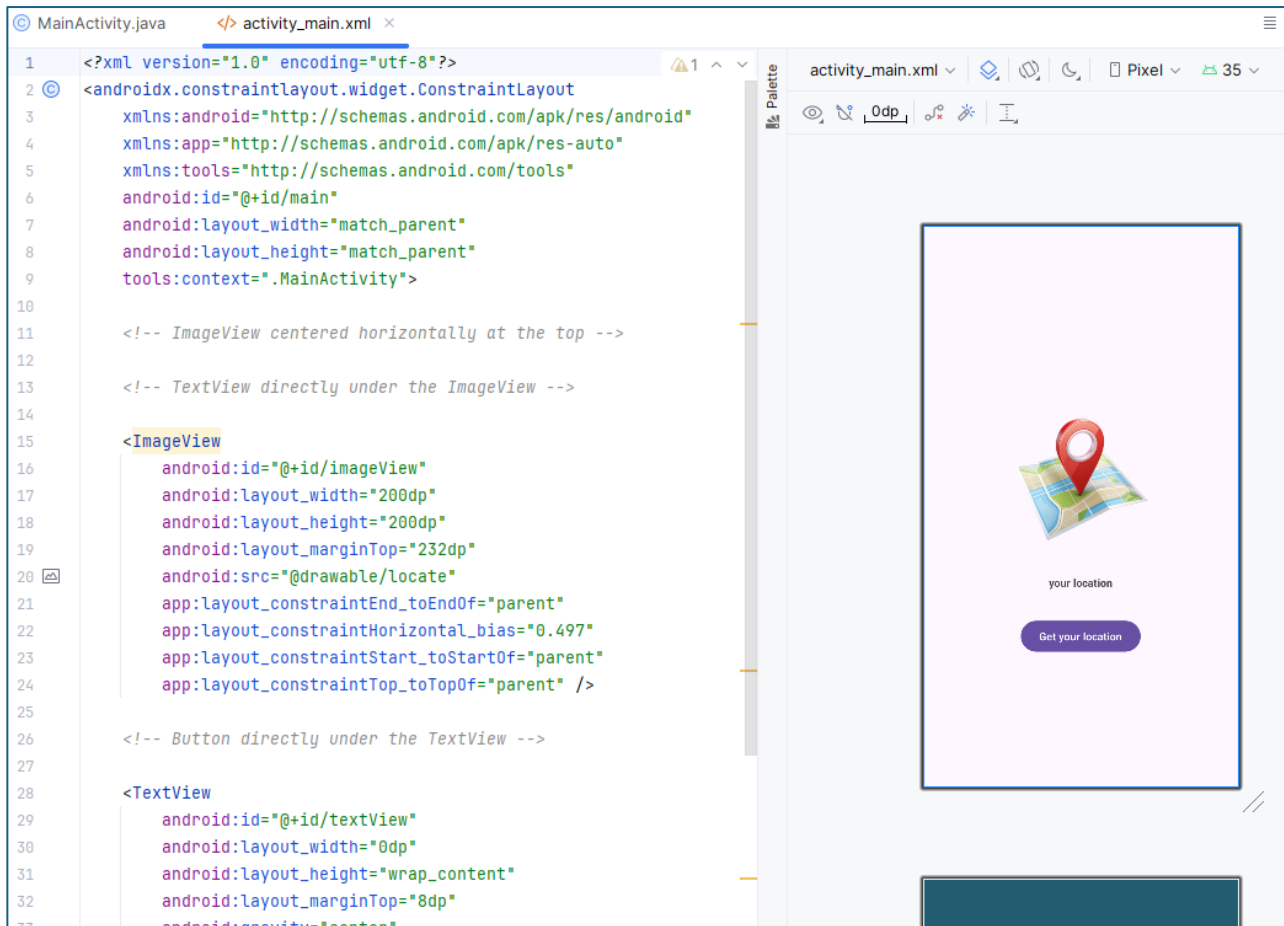 MainActivity.java
activity_main.xml
1 <?xml version="1.0" encoding="utf-8"?>
1
2 <androidx.constraintlayout.widget.ConstraintLayout
3 xmlns:android="http://schemas.android.com/apk/res/android"
4 xmlns:app="http://schemas.android.com/apk/res-auto"
5 xmlns:tools="http://schemas.android.com/tools"
6 android:id="@+id/main"
7 android:layout_width="match_parent"
8 android:layout_height="match_parent"
9 tools:context=".MainActivity">
10
11 <!-- ImageView centered horizontally at the top -->
12
13 <!-- TextView directly under the ImageView -->
14
15 <ImageView
16 android:id="@+id/imageView"
17 android:layout_width="200dp"
18 android:layout_height="200dp"
19 android:layout_marginTop="232dp"
20 android:src="@drawable/locate"
21 app:layout_constraintEnd_toEndOf="parent"
22 app:layout_constraintHorizontal_bias="0.497"
23 app:layout_constraintStart_toStartOf="parent"
24 app:layout_constraintTop_toTopOf="parent" />
25
26 <!-- Button directly under the TextView -->
27
28 <TextView
29 android:id="@+id/textView"
30 android:layout_width="0dp"
31 android:layout_height="wrap_content"
32 android:layout_marginTop="8dp"
33 android:gravity="center"
Palette
activity_main.xml
Pixel
35
0dp
your location
Get your location